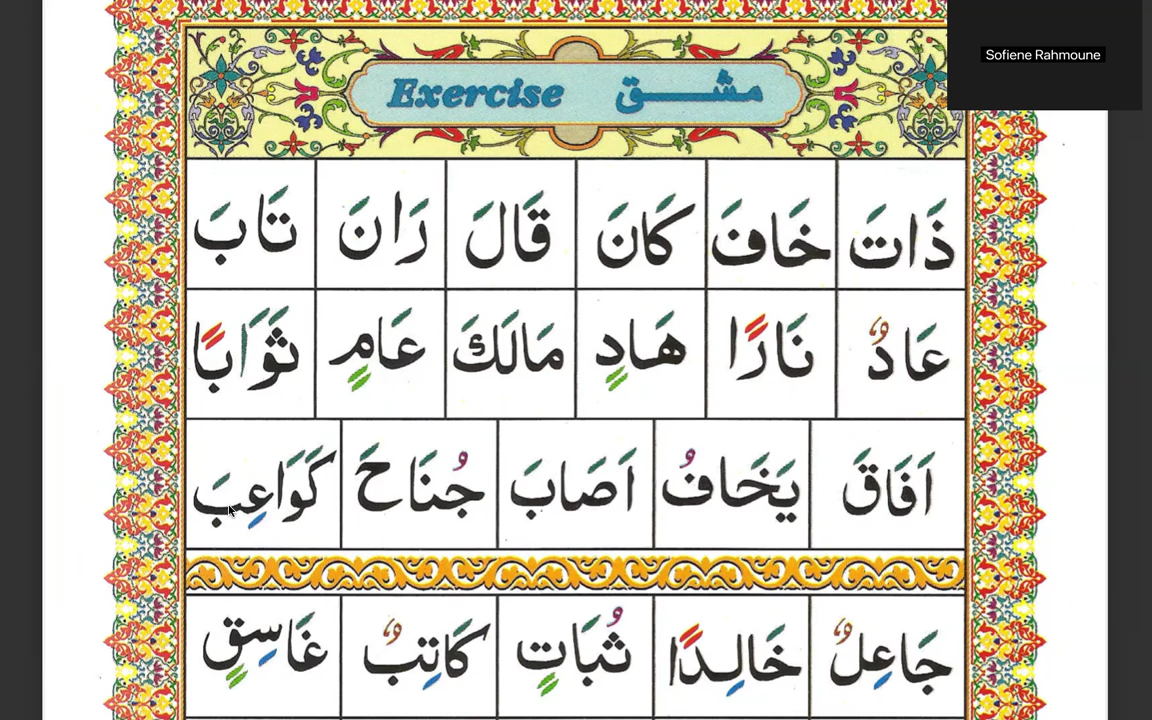 Sofiene Rahmoune
Exercise مشق
ذَاتَ خَافَ كَانَ قَالَ رَانَ تَابَ
عَادٌ نَارًا هَادٍ مَالَكَ عَامٍ ثَوَابًا
اَفَاقَ يَخَافُ اَصَابَ جُنَاحَ كَوَاعِبَ
جَاعِلٌ خَالِدًا ثُبَاتٍ كَاتِبٌ غَاسِقٍ